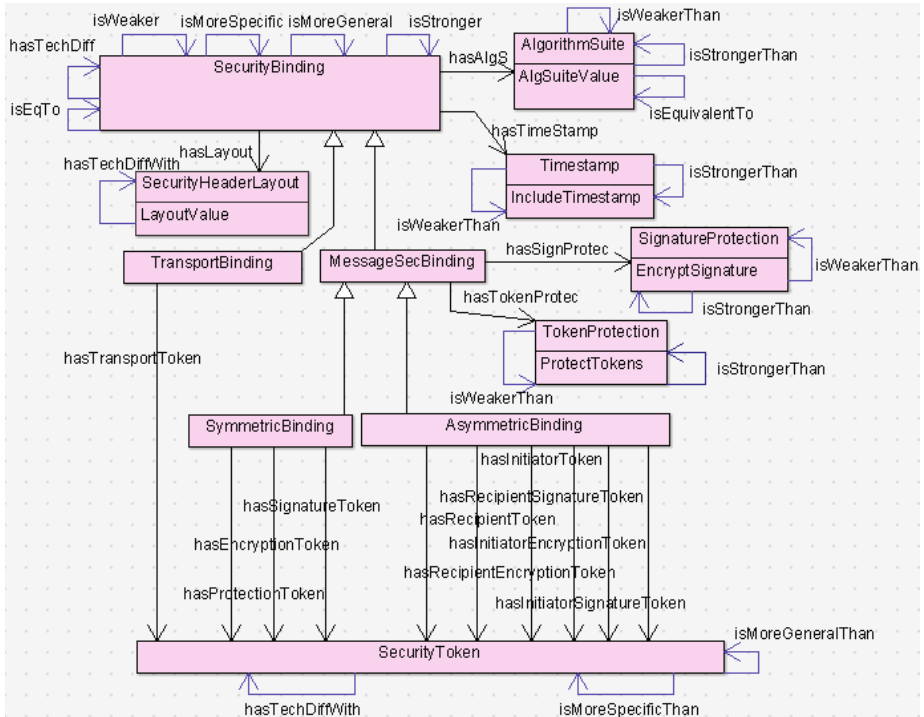 isWeaker
isMoreSpecific
isMoreGeneral
isStronger
isWeakerThan
hasTechDiff
SecurityBinding
hasAlgS
AlgorithmSuite
isStrongerThan
AlgSuiteValue
isEqTo
isEquivalentTo
hasTimeStamp
hasLayout
hasTechDiffWith
SecurityHeaderLayout
LayoutValue
Timestamp
isStrongerThan
IncludeTimestamp
isWeakerThan
TransportBinding
MessageSecBinding
hasSignProtec
SignatureProtection
EncryptSignature
isWeakerThan
isStrongerThan
hasTokenProtec
TokenProtection
ProtectTokens
isStrongerThan
isWeakerThan
hasTransportToken
SymmetricBinding
AsymmetricBinding
hasInitiatorToken
hasSignatureToken
hasRecipientSignatureToken
hasRecipientToken
hasEncryptionToken
hasInitiatorEncryptionToken
hasRecipientEncryptionToken
hasProtectionToken
hasInitiatorSignatureToken
isMoreGeneralThan
SecurityToken
hasTechDiffWith
isMoreSpecificThan